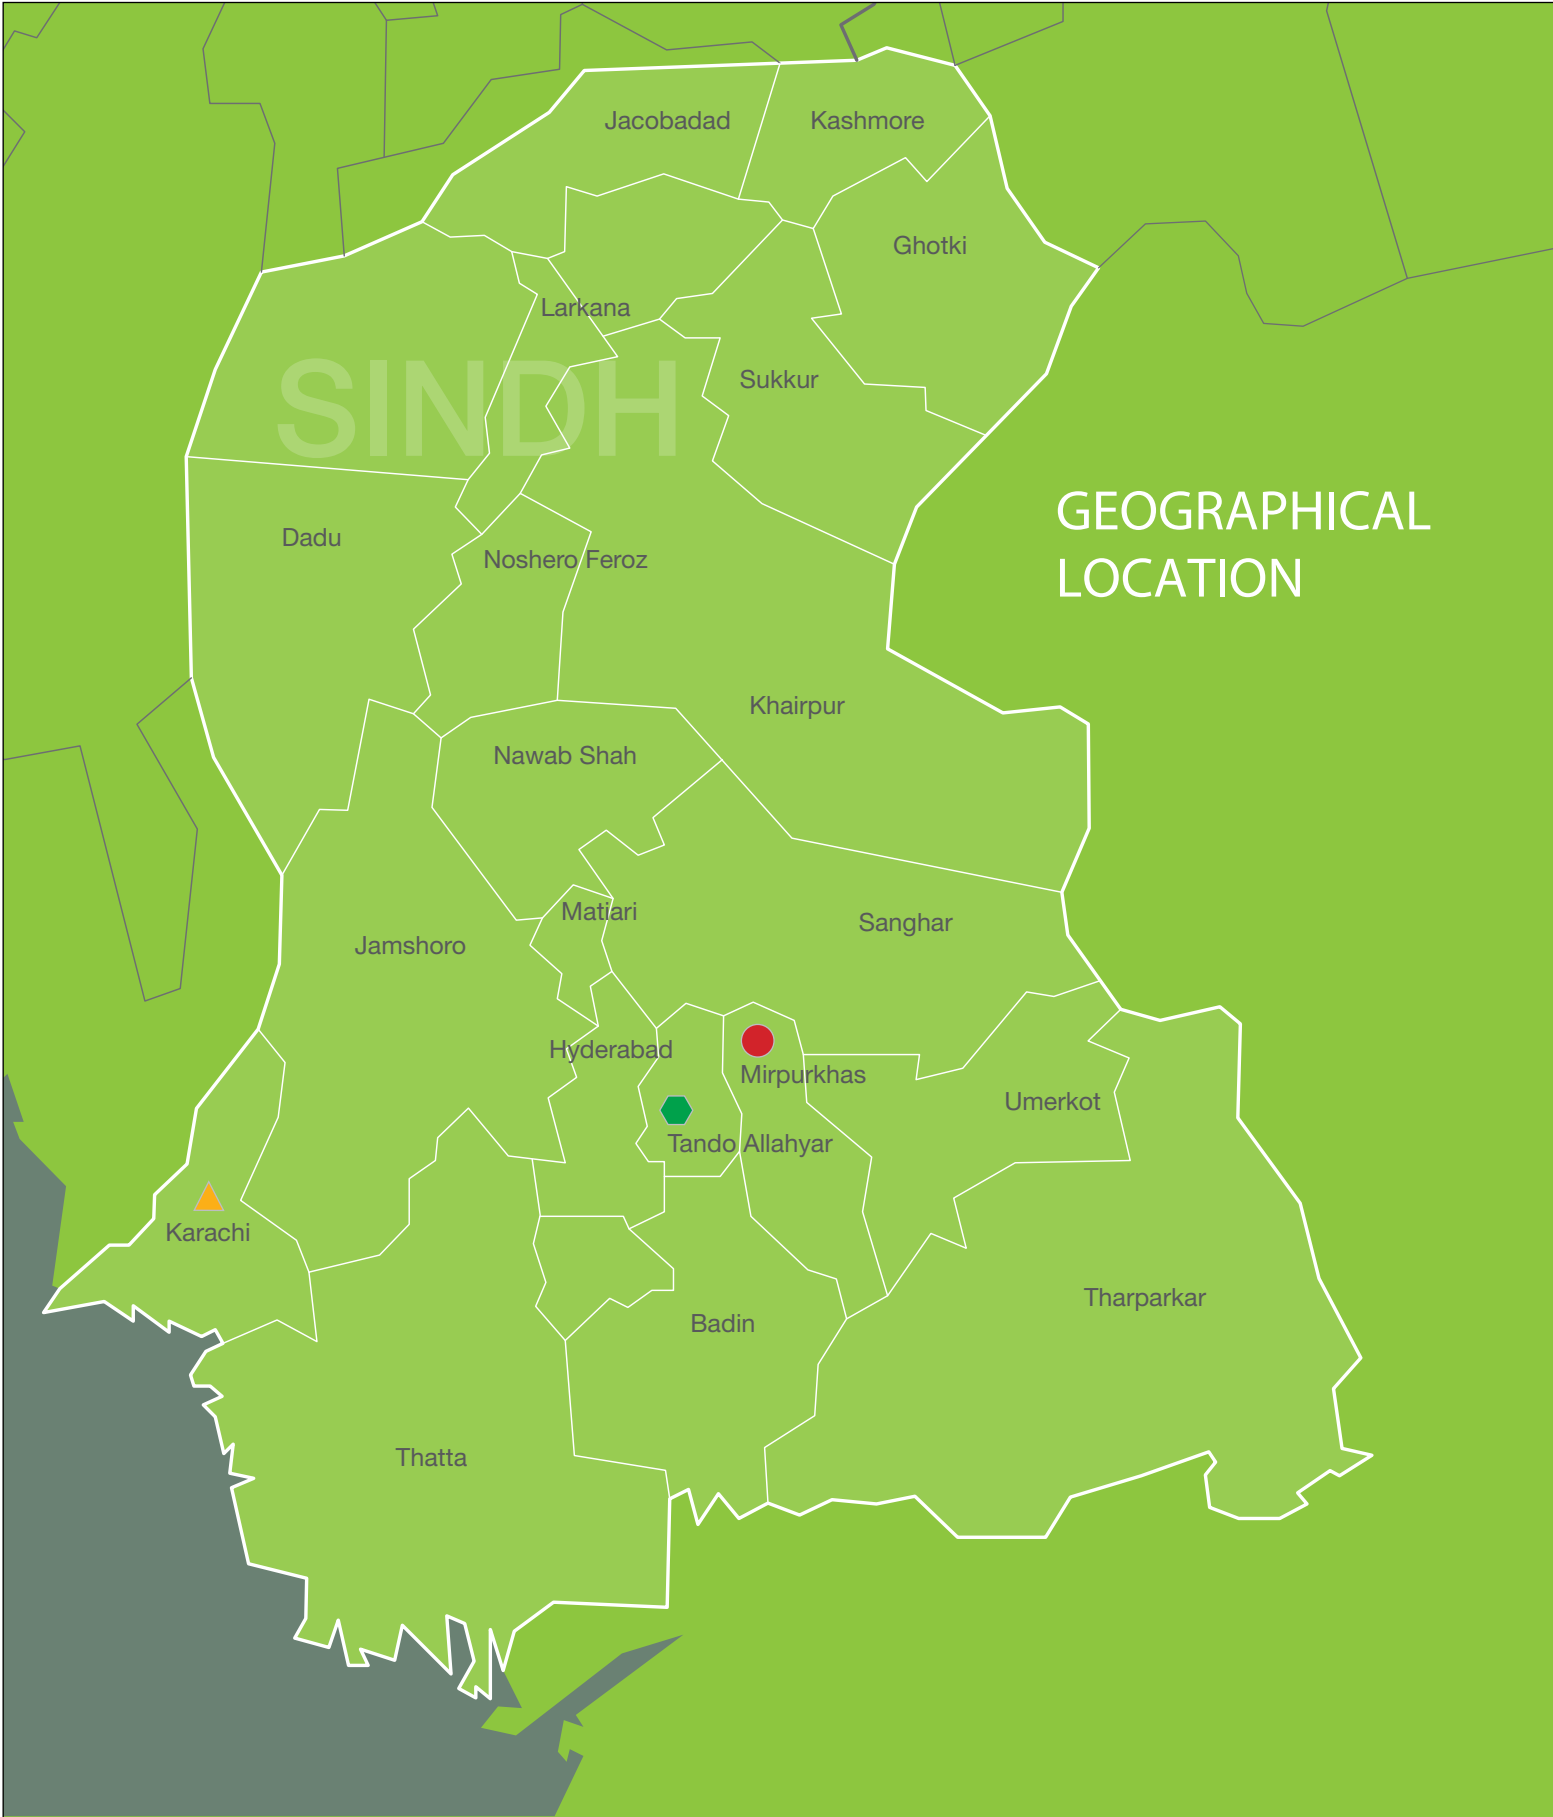 Jacobadad
Kashmore
Ghotki
Larkana
SINDH
Sukkur
GEOGRAPHICAL
LOCATION
Dadu
Noshero Feroz
Khairpur
Nawab Shah
Matiari
Sanghar
Jamshoro
Hyderabad
Mirpurkhas
Umerkot
Tando Allahyar
Karachi
Tharparkar
Badin
Thatta